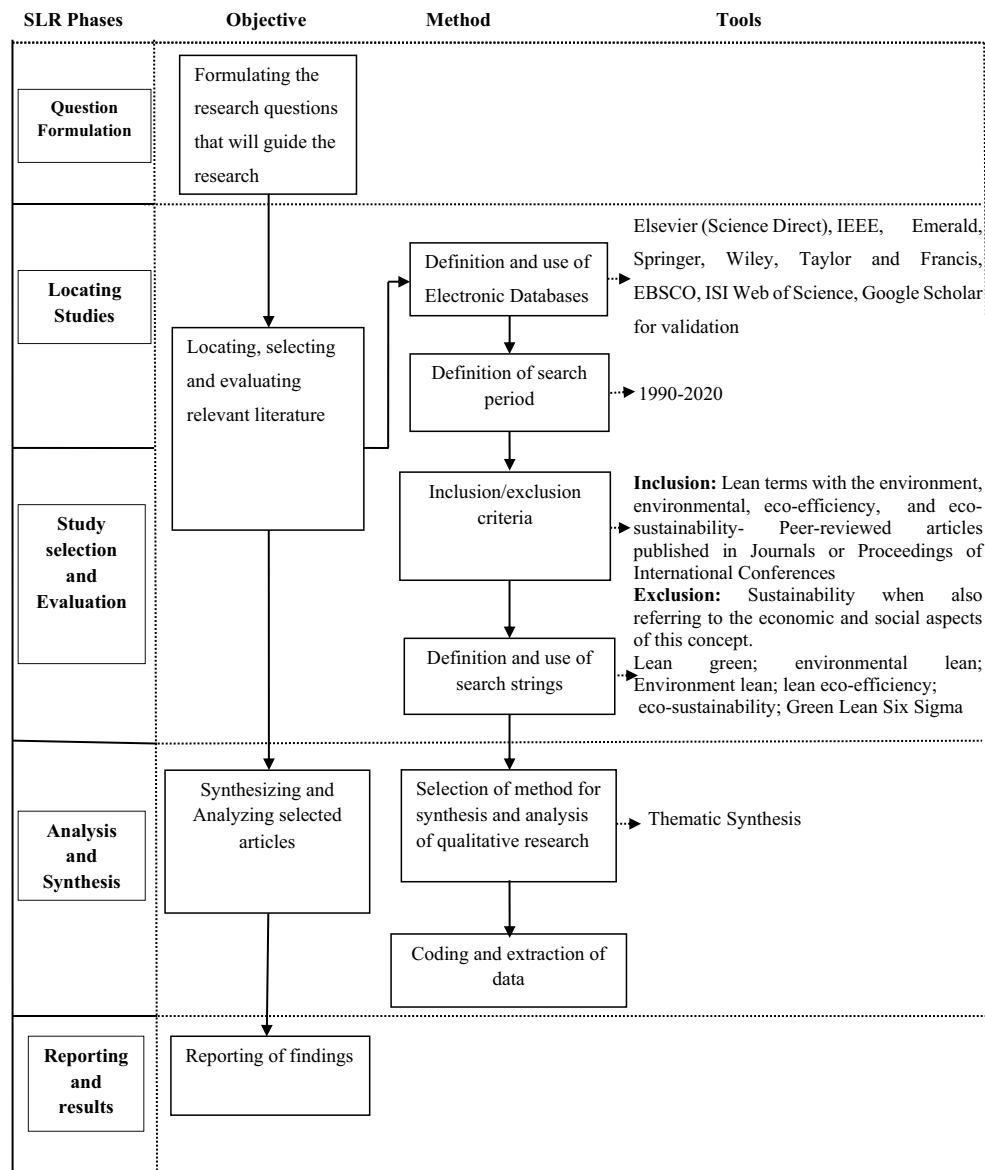 SLR Phases Objective Method Tools
Question
Formulation
Formulating the
research questions
that will guide the
research
Locating
Studies
Locating, selecting
and evaluating
relevant literature
Definition and use of
Electronic Databases
Elsevier (Science Direct), IEEE, Emerald,
Springer, Wiley, Taylor and Francis,
EBSCO, ISI Web of Science, Google Scholar
for validation
Definition of search
period
1990-2020
Study
selection
and
Evaluation
Inclusion/exclusion
criteria
Inclusion: Lean terms with the environment,
environmental, eco-efficiency, and eco-
sustainability- Peer-reviewed articles
published in Journals or Proceedings of
International Conferences
Exclusion: Sustainability when also
referring to the economic and social aspects
of this concept.
Definition and use of
search strings
Lean green; environmental lean;
Environment lean; lean eco-efficiency;
eco-sustainability; Green Lean Six Sigma
Analysis
and
Synthesis
Synthesizing and
Analyzing selected
articles
Selection of method for
synthesis and analysis
of qualitative research
Thematic Synthesis
Coding and extraction of
data
Reporting
and
results
Reporting of findings